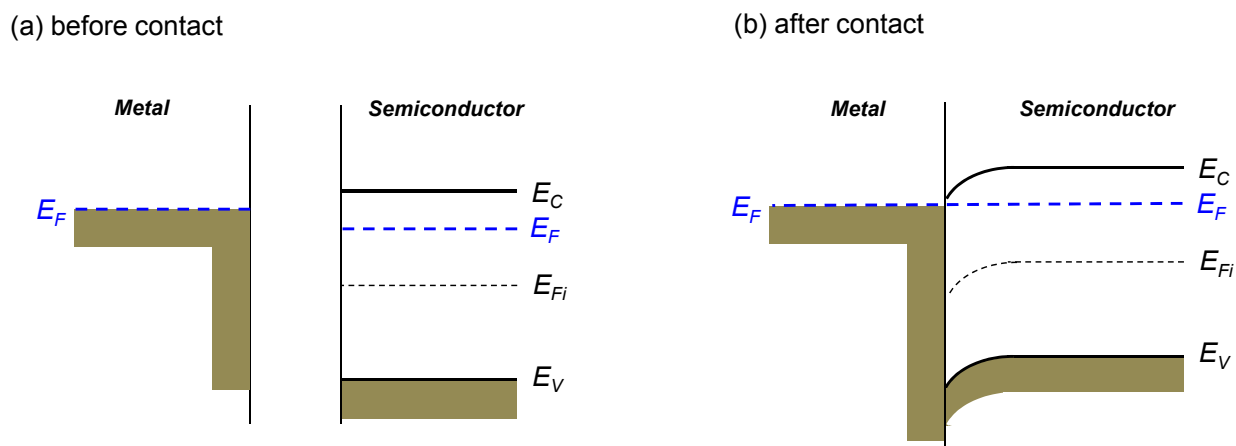 (a) before contact
(b) after contact
Metal
Semiconductor
E_C
E_F
E_F
E_Fi
E_V
Metal
Semiconductor
E_C
E_F
E_F
E_Fi
E_V